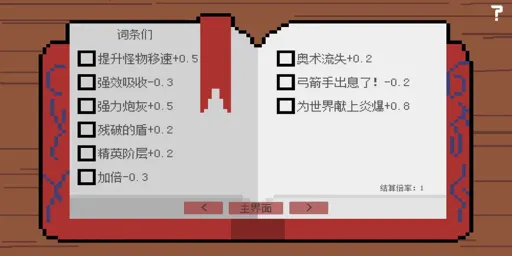 ?
词条们
提升怪物移速+0.5
强效吸收-0.3
强力炮灰+0.5
残破的盾+0.2
精英阶层+0.2
加倍-0.3
奥术流失+0.2
弓箭手出息了！-0.2
为世界献上炎爆+0.8
结算倍率：1
<
主界面
>